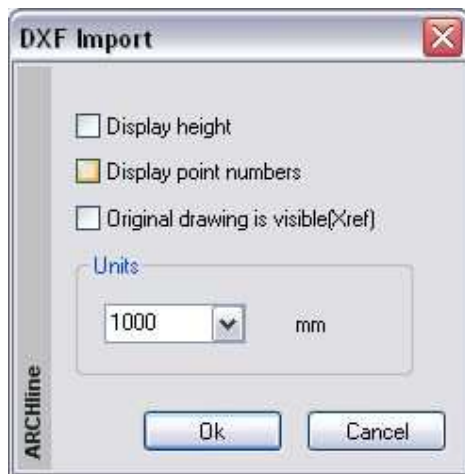 DXF Import
Display height
Display point numbers
Original drawing is visible(Xref)
Units
1000 mm
ARCHline
Ok Cancel